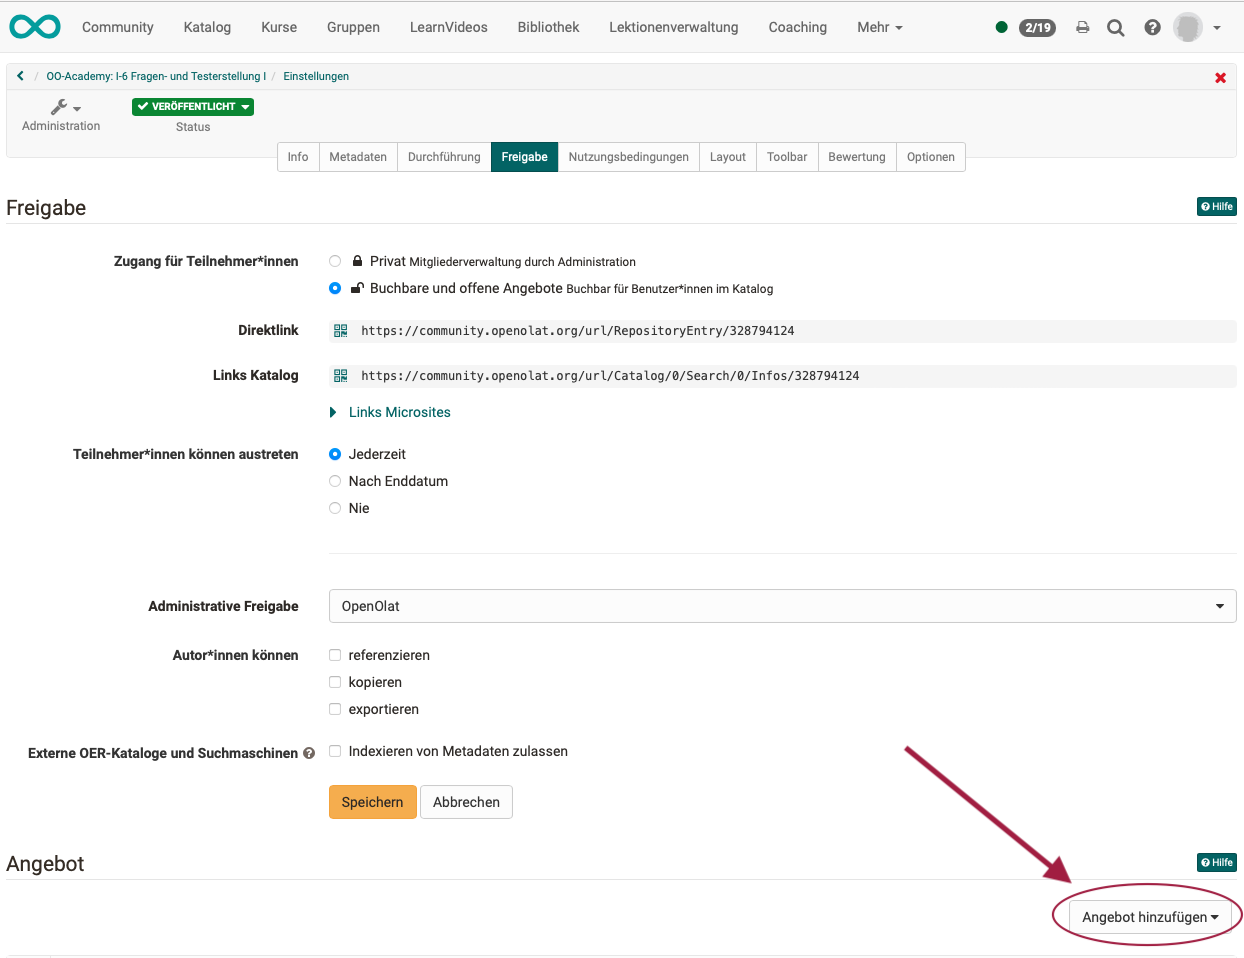 Community Katalog Kurse Gruppen LearnVideos Bibliothek Lektionenverwaltung Coaching Mehr 2/19
/ OO-Academy: I-6 Fragen- und Testerstellung I / Einstellungen
VERÖFFENTLICHT
Administration Status
Info Metadaten Durchführung Freigabe Nutzungsbedingungen Layout Toolbar Bewertung Optionen
Freigabe Hilfe
Zugang für Teilnehmer*innen Privat Mitgliederverwaltung durch Administration
Buchbare und offene Angebote Buchbar für Benutzer*innen im Katalog
Direktlink https://community.openolat.org/url/RepositoryEntry/328794124
Links Katalog https://community.openolat.org/url/Catalog/0/Search/0/Infos/328794124
Links Microsites
Teilnehmer*innen können austreten Jederzeit
Nach Enddatum
Nie
Administrative Freigabe OpenOlat
Autor*innen können referenzieren
kopieren
exportieren
Externe OER-Kataloge und Suchmaschinen Indexieren von Metadaten zulassen
Speichern Abbrechen
Angebot Hilfe
Angebot hinzufügen